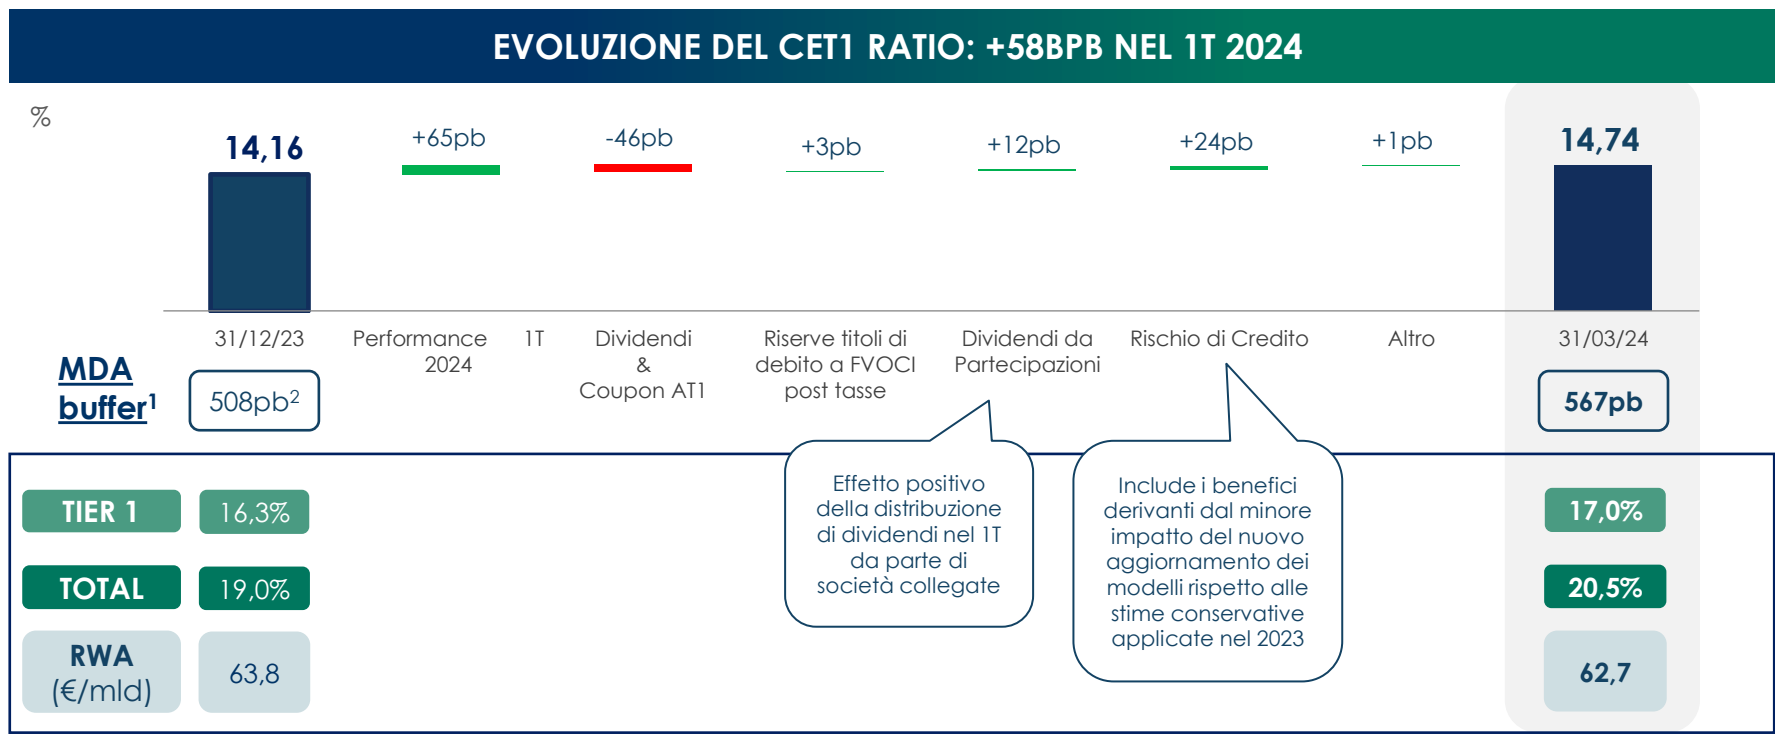 EVOLUZIONE DEL CET1 RATIO: +58BPB NEL 1T 2024
%
14,16
+65pb
-46pb
+3pb
+12pb
+24pb
+1pb
14,74
31/12/23
Performance 1T
2024
Dividendi
&
Coupon AT1
Riserve titoli di
debito a FVOCI
post tasse
Dividendi da
Partecipazioni
Rischio di Credito
Altro
31/03/24
MDA
buffer1
508pb2
567pb
Effetto positivo
della distribuzione
di dividendi nel 1T
da parte di
società collegate
Include i benefici
derivanti dal minore
impatto del nuovo
aggiornamento dei
modelli rispetto alle
stime conservative
applicate nel 2023
TIER 1
16,3%
17,0%
TOTAL
19,0%
20,5%
RWA
(€/mld)
63,8
62,7